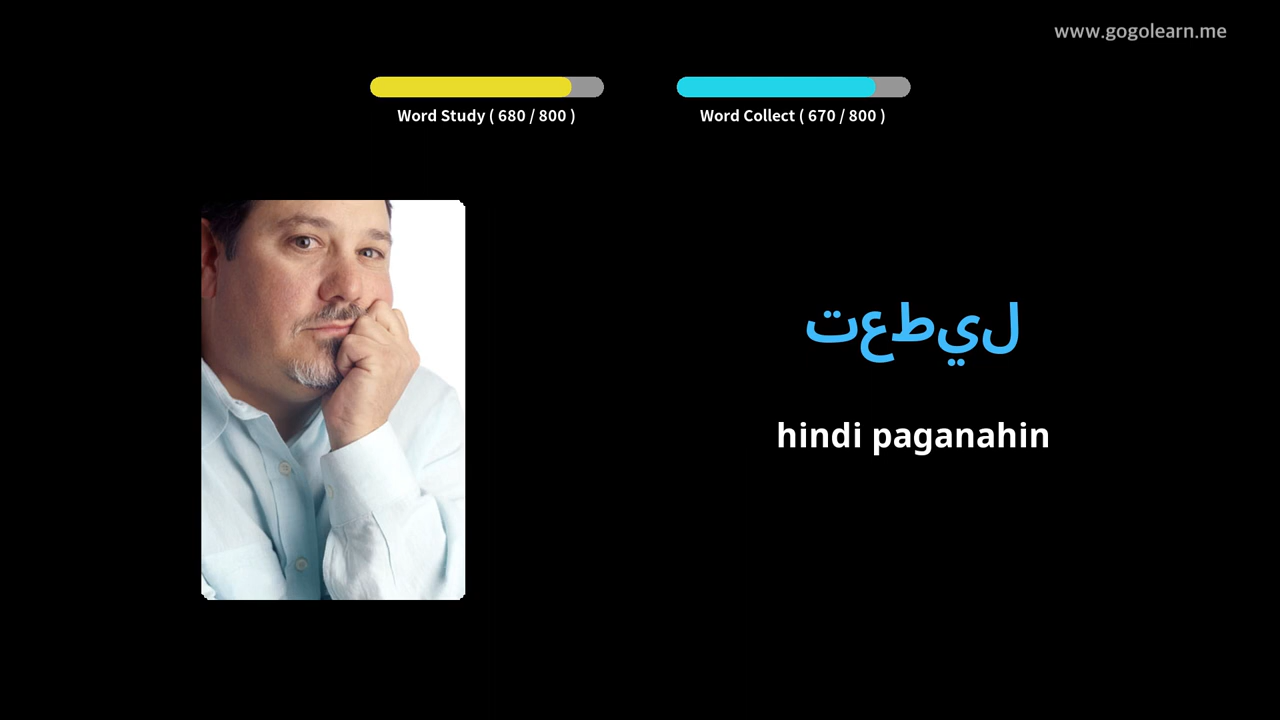 www.gogolearn.me
Word Study ( 680 / 800 )
Word Collect ( 670 / 800 )
تعطيل
hindi paganahin